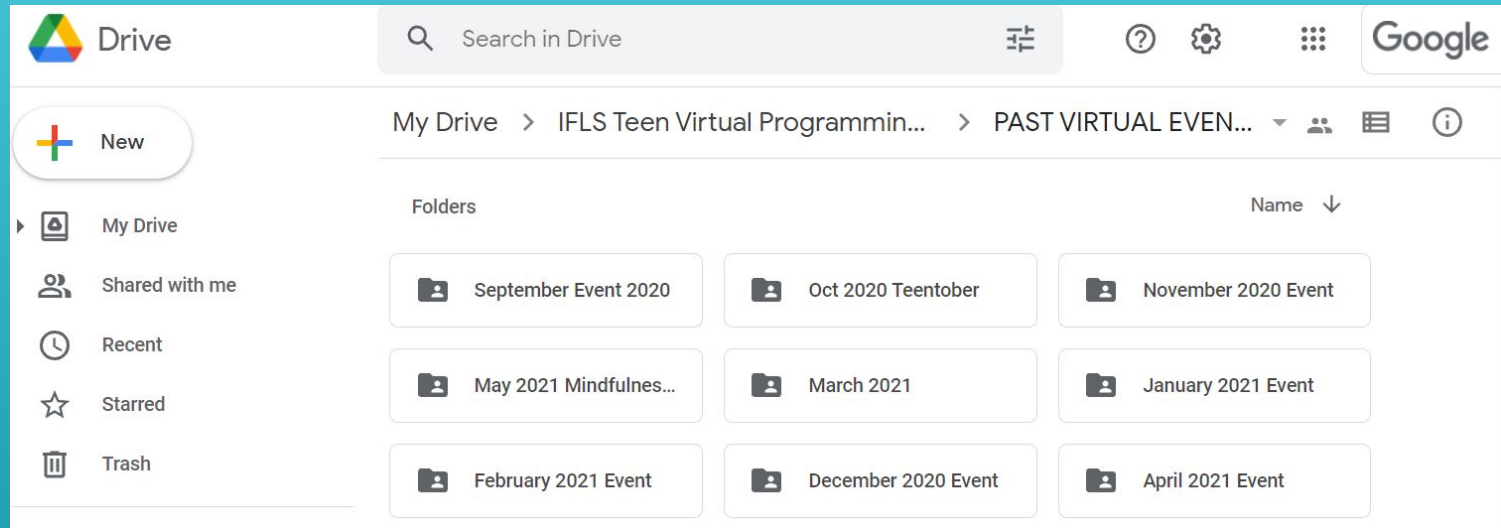 Drive
Search in Drive
Google
New
My Drive > IFLS Teen Virtual Programmin... > PAST VIRTUAL EVEN...
My Drive
Shared with me
Recent
Starred
Trash
Folders
Name
September Event 2020
Oct 2020 Teentober
November 2020 Event
May 2021 Mindfulnes...
March 2021
January 2021 Event
February 2021 Event
December 2020 Event
April 2021 Event